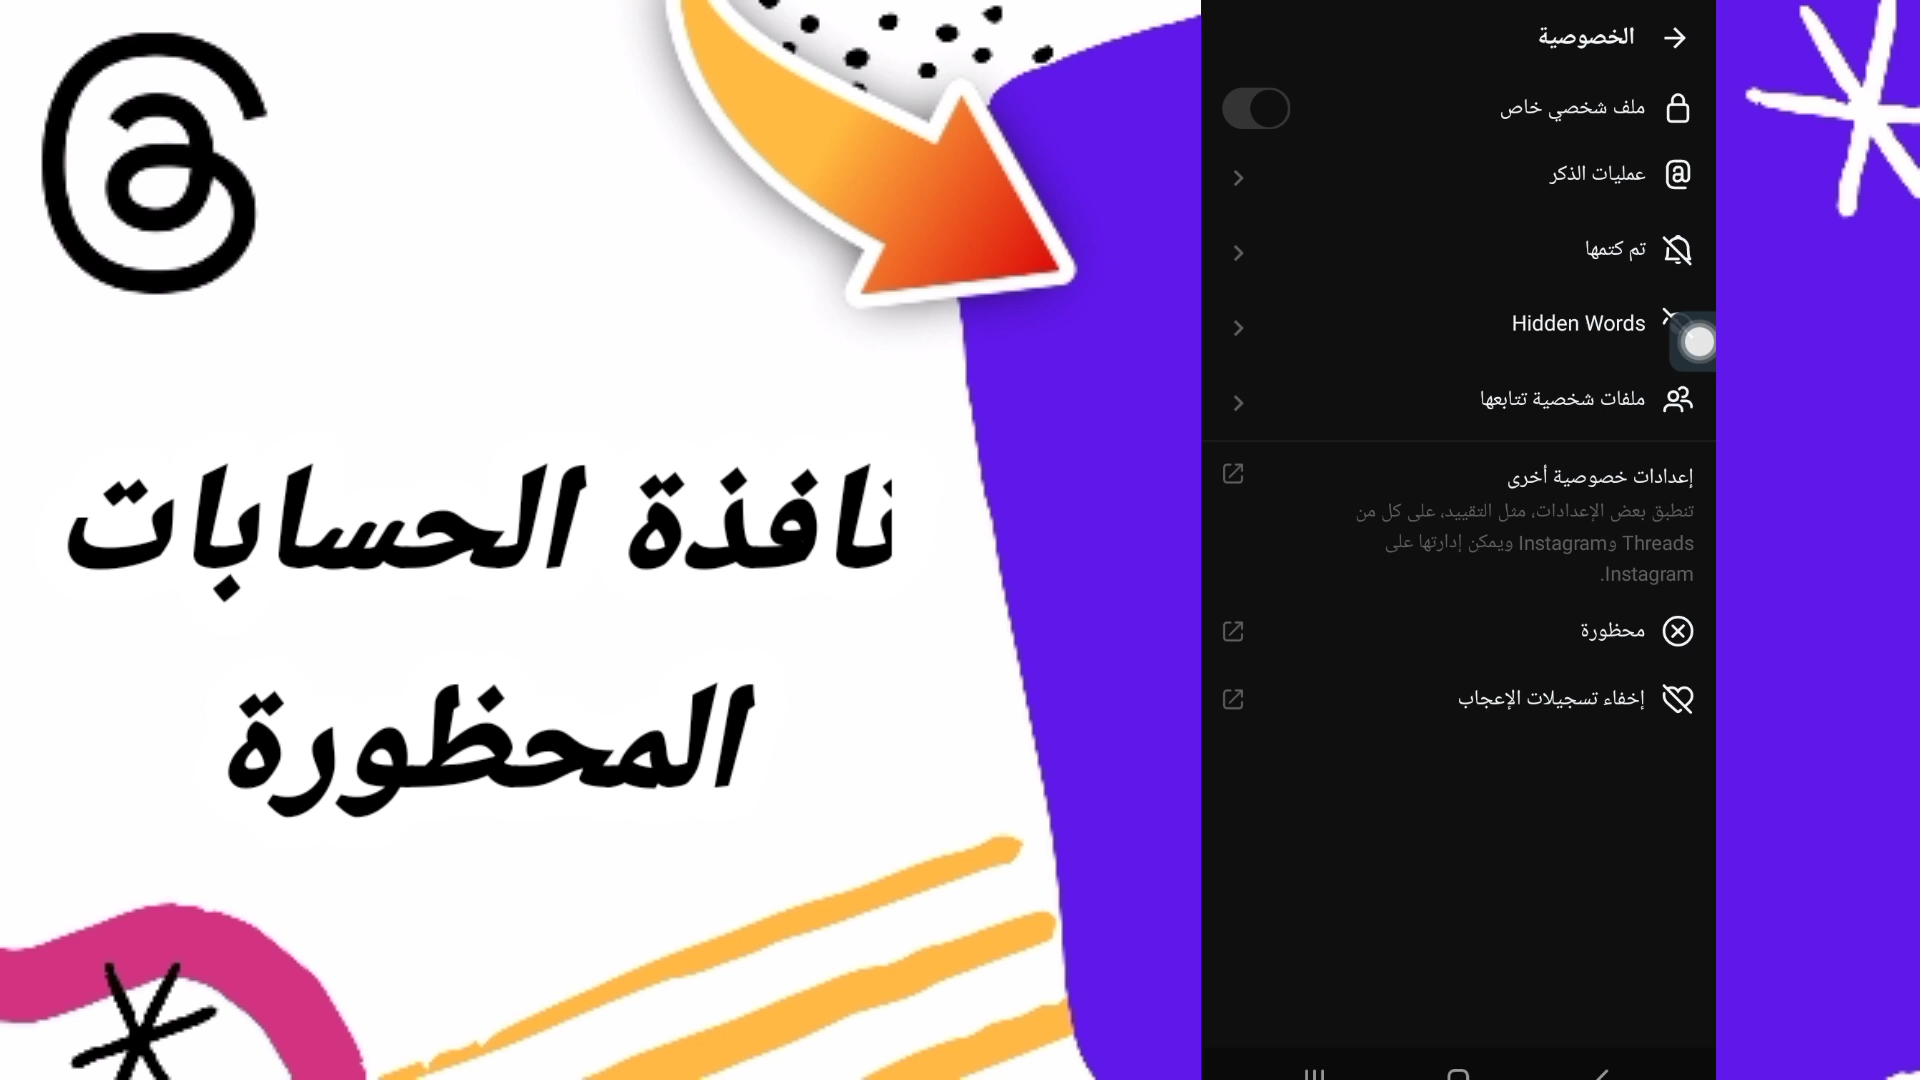 نافذة الحسابات
المحظورة
الخصوصية
ملف شخصي خاص
عمليات الذكر
تم كتمها
Hidden Words
ملفات شخصية تتابعها
إعدادات خصوصية أخرى
تنطبق بعض الإعدادات، مثل التقييد، على كل من
Threads وInstagram ويمكن إدارتها على
Instagram.
محظورة
إخفاء تسجيلات الإعجاب